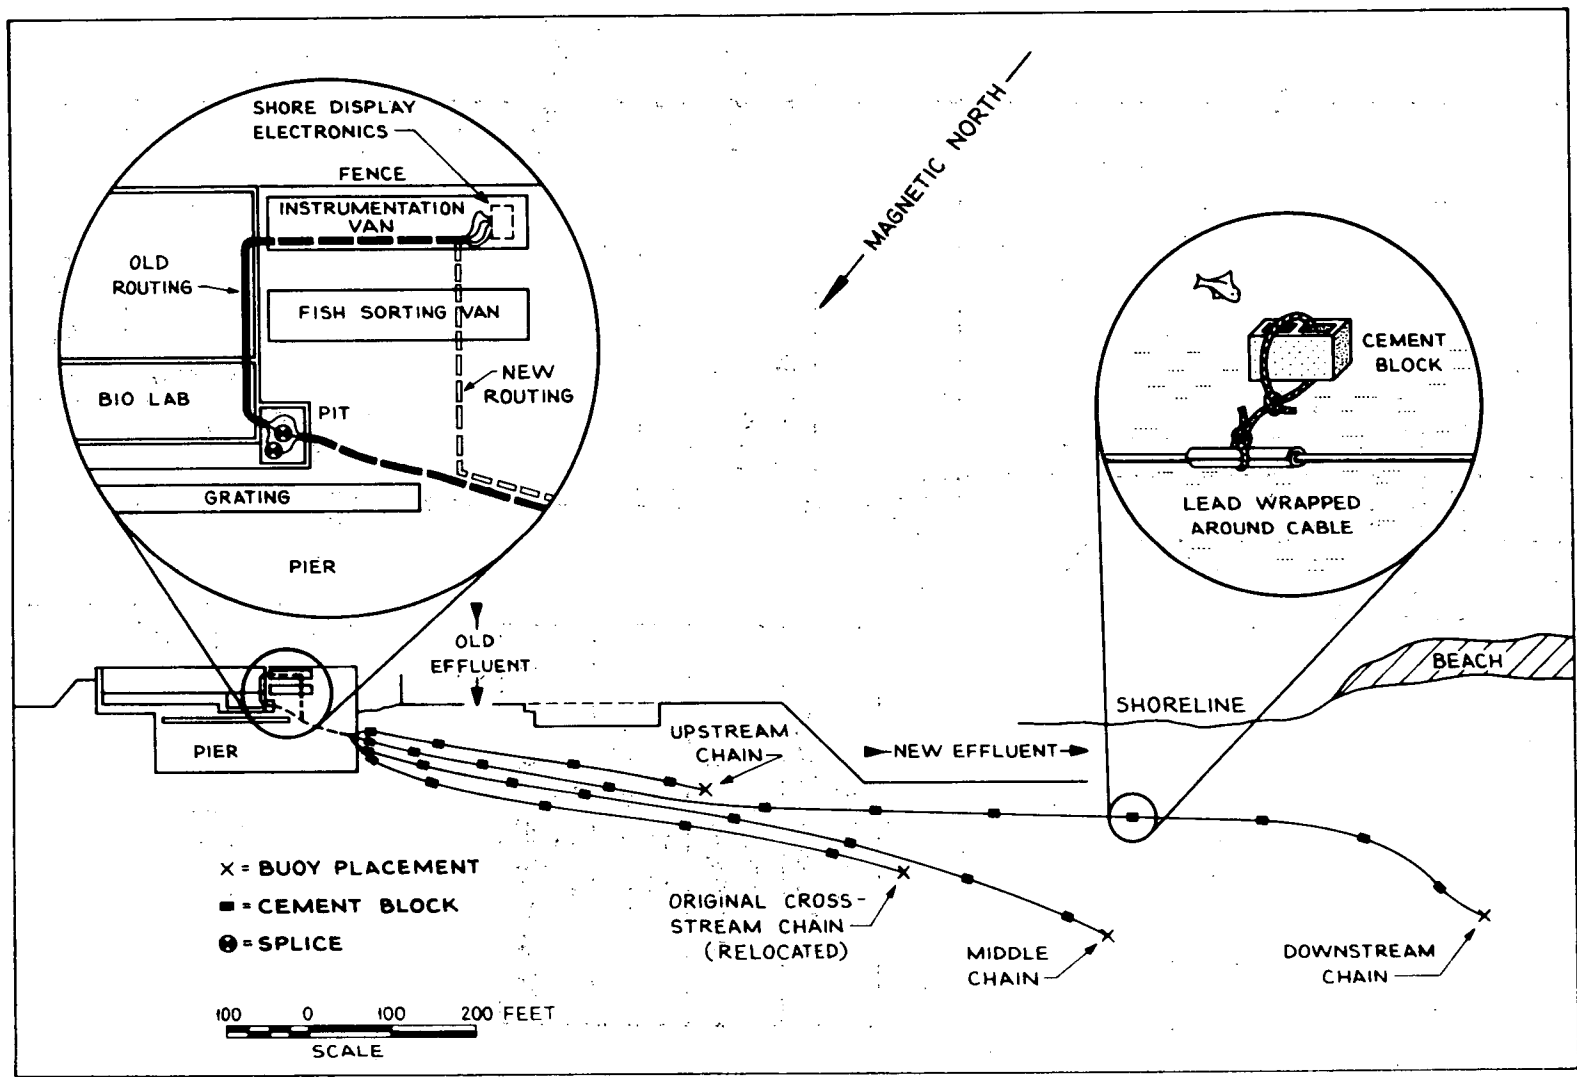 SHORE DISPLAY
ELECTRONICS
FENCE
INSTRUMENTATION
VAN
OLD
ROUTING
FISH SORTING VAN
NEW
ROUTING
BIO LAB
PIT
GRATING
PIER
MAGNETIC NORTH
CEMENT
BLOCK
LEAD WRAPPED
AROUND CABLE
OLD
EFFLUENT
BEACH
SHORELINE
PIER
UPSTREAM
CHAIN
NEW EFFLUENT
X = BUOY PLACEMENT
= CEMENT BLOCK
= SPLICE
ORIGINAL CROSS-
STREAM CHAIN
(RELOCATED)
MIDDLE
CHAIN
DOWNSTREAM
CHAIN
100 0 100 200 FEET
SCALE